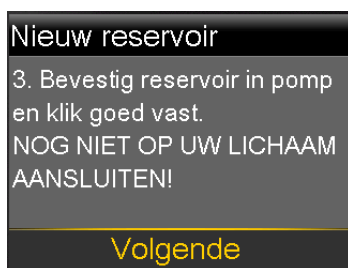 Nieuw reservoir
3. Bevestig reservoir in pomp
en klik goed vast.
NOG NIET OP UW LICHAAM
AANSLUITEN!
Volgende